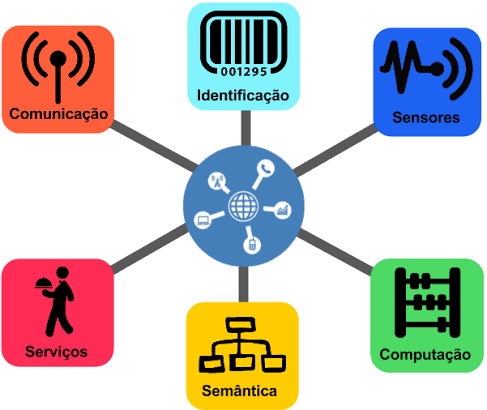 Comunicação
001295
Identificação
Sensores
Serviços
Semântica
Computação